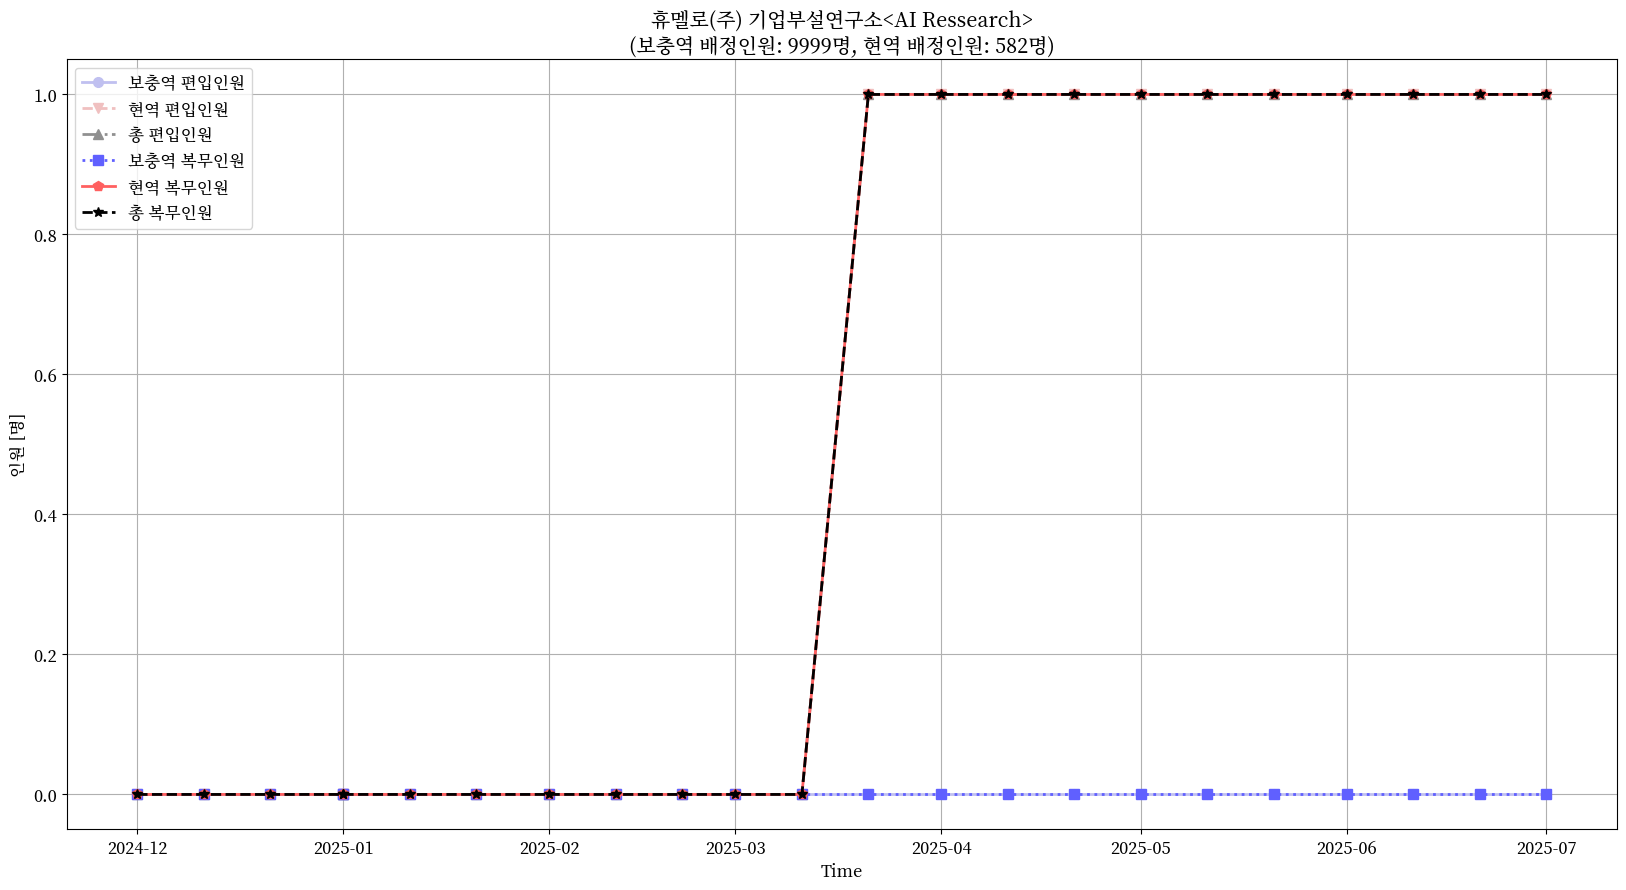 휴멜로(주) 기업부설연구소<AI Ressearch>
(보충역 배정인원: 9999명, 현역 배정인원: 582명)
보충역 편입인원
현역 편입인원
총 편입인원
보충역 복무인원
현역 복무인원
총 복무인원
인원 [명]
1.0
0.8
0.6
0.4
0.2
0.0
2024-12
2025-01
2025-02
2025-03
2025-04
2025-05
2025-06
2025-07
Time